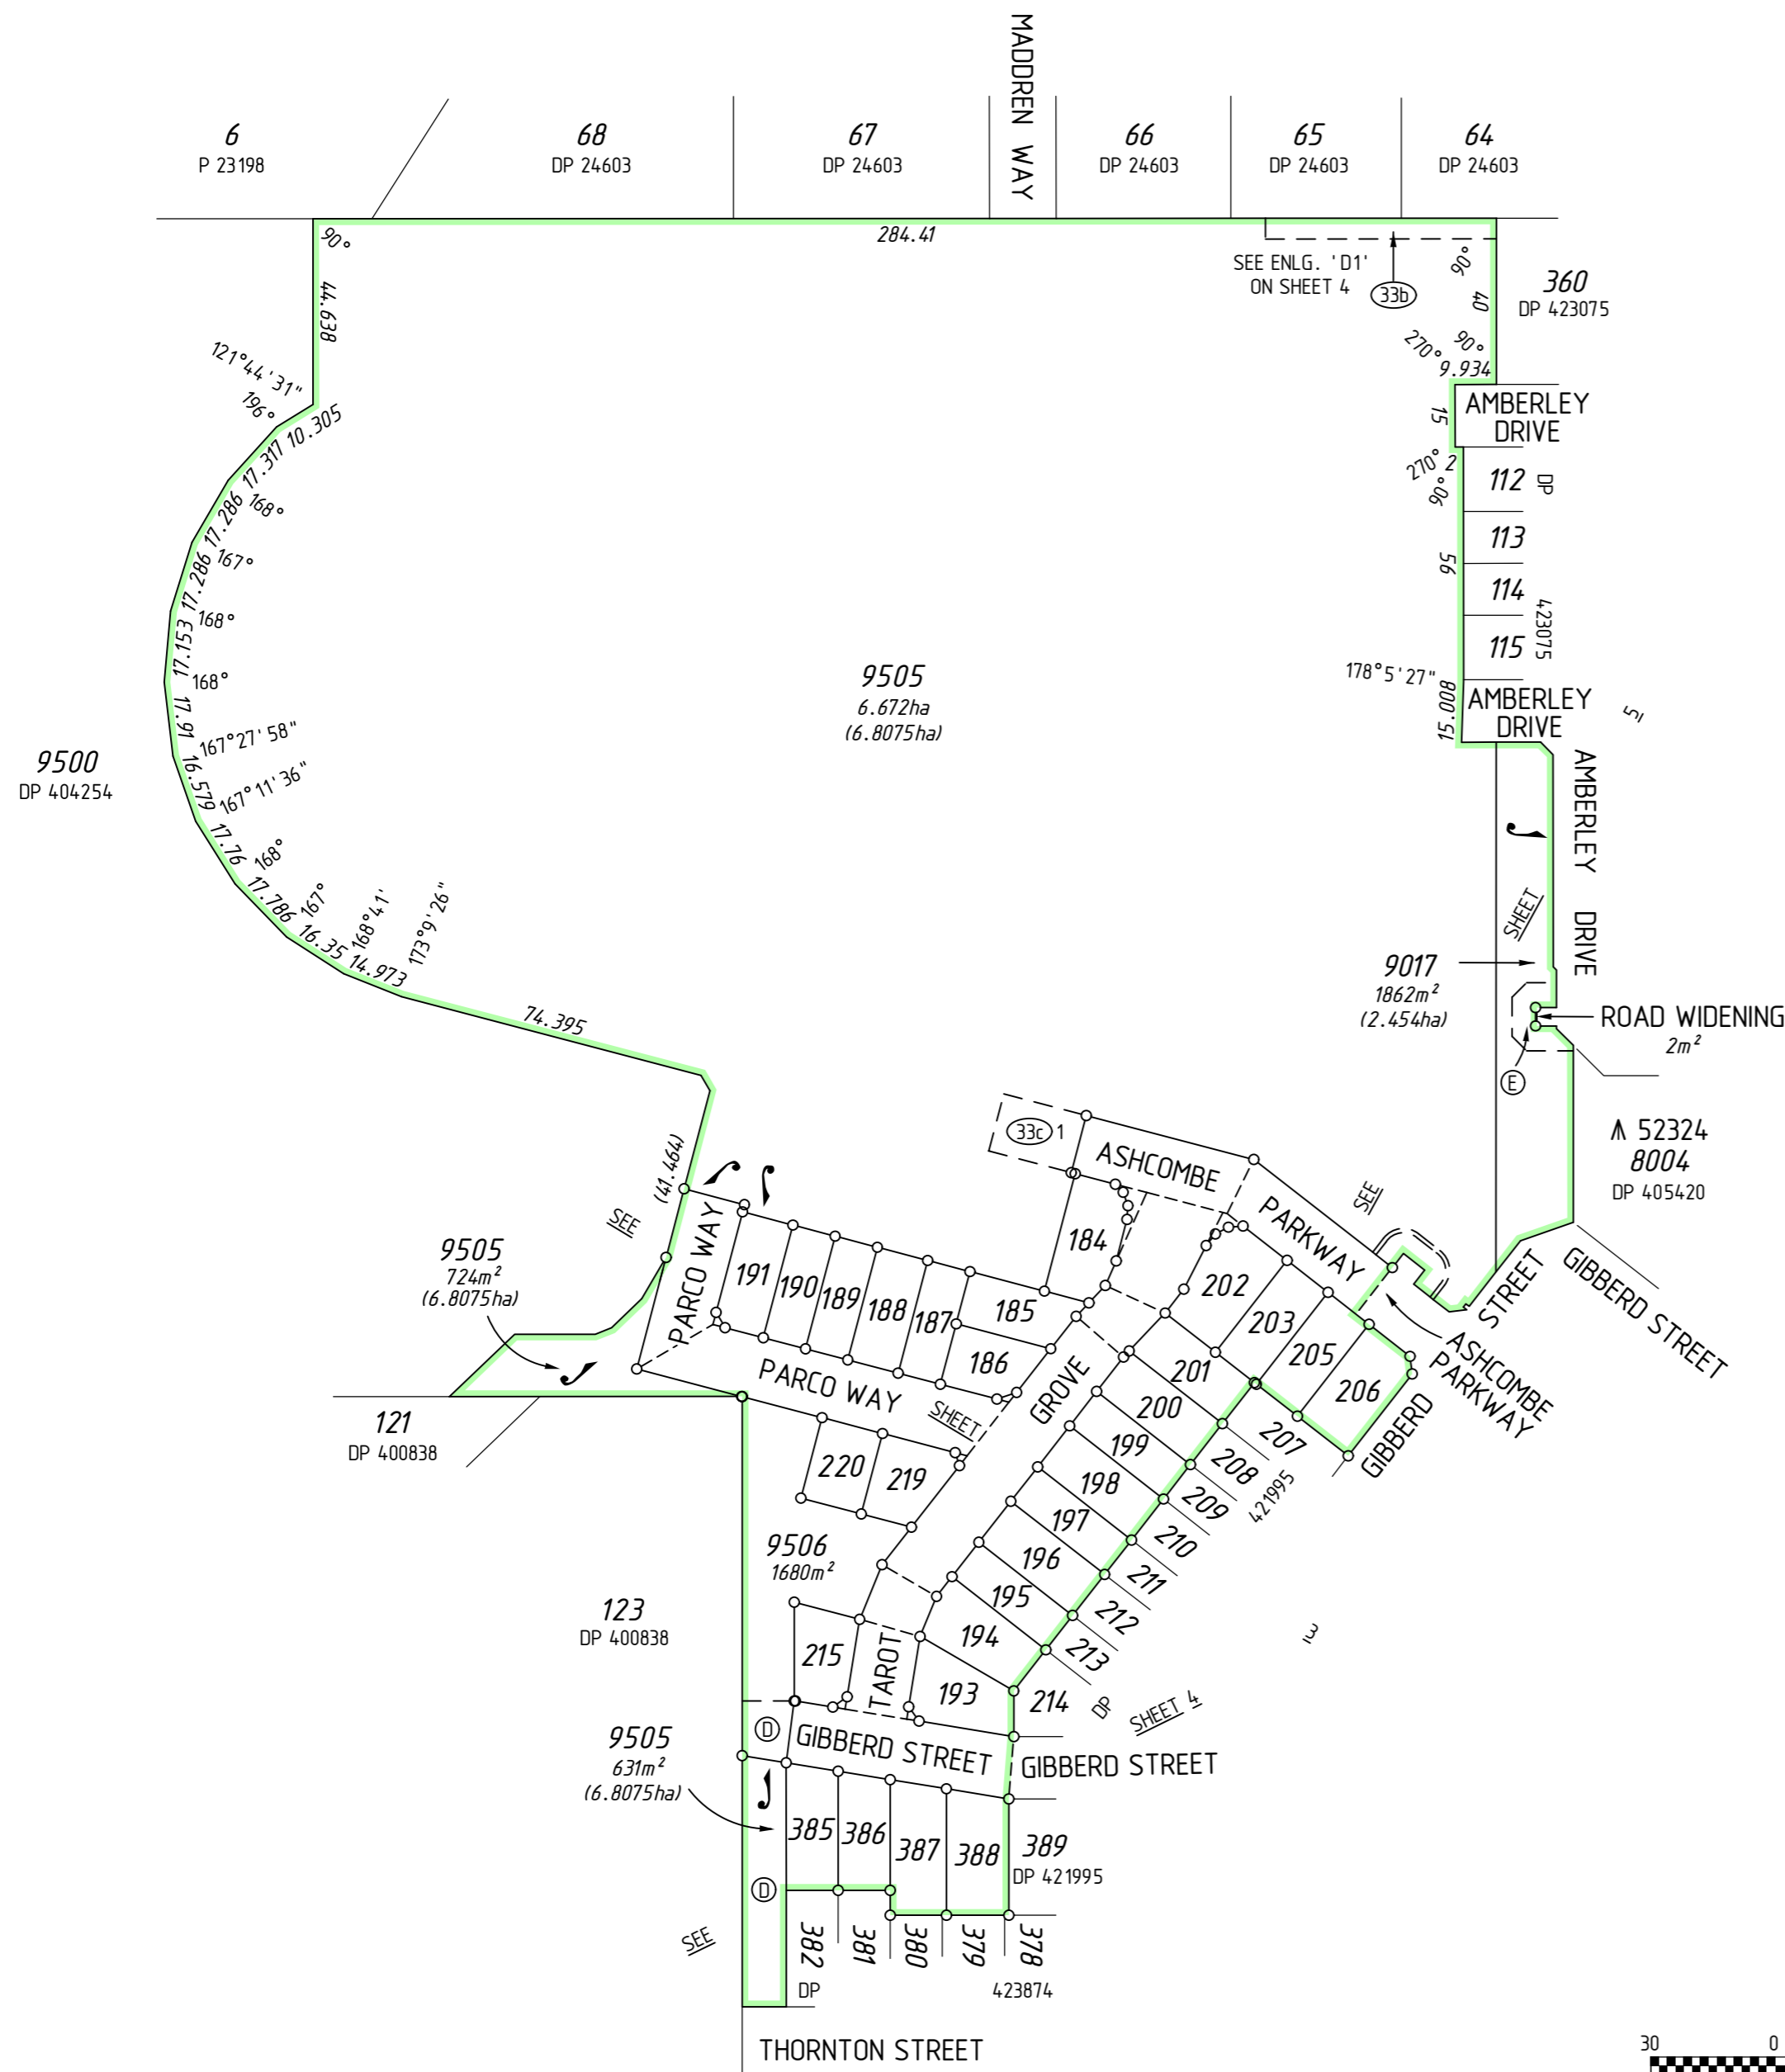 MADDREN WAY
6
P 23198
68
DP 24603
67
DP 24603
66
DP 24603
65
DP 24603
64
DP 24603
90°
284.41
SEE ENLG. 'D1'
ON SHEET 4
33b
90°
40
360
DP 423075
44.638
90°
270°
9.934
121°44'31"
196°
10.305
15
AMBERLEY
DRIVE
17.317
270°
2
90°
112
DP
17.286
168°
113
17.286
167°
56
114
423075
17.153
168°
115
168°
178°5'27"
17.91
15.008
AMBERLEY
DRIVE
5
9505
6.672ha
(6.8075ha)
167°27'58"
9500
DP 404254
16.579
167°11'36"
AMBERLEY DRIVE
17.76
168°
17.786
167°
16.35
168°41'
14.973
173°9'26"
SHEET
9017
1862m²
(2.454ha)
74.395
ROAD WIDENING
2m²
E
33c
1
ASHCOMBE
PARKWAY
52324
8004
DP 405420
(41.464)
SEE
SEE
PARCO WAY
184
9505
724m²
(6.8075ha)
191
190
189
188
187
185
186
202
203
205
206
GIBBERD STREET
STREET
GIBBERD
ASHCOMBE
PARKWAY
PARCO WAY
SHEET
GROVE
201
200
199
198
197
196
195
194
193
207
208
209
210
211
212
213
214
421995
DP
121
DP 400838
220
219
9506
1680m²
123
DP 400838
215
TAROT
3
SHEET 4
D
GIBBERD STREET
GIBBERD STREET
9505
631m²
(6.8075ha)
385
386
387
388
389
DP 421995
D
SEE
382
381
380
379
378
DP
423874
THORNTON STREET
30
0